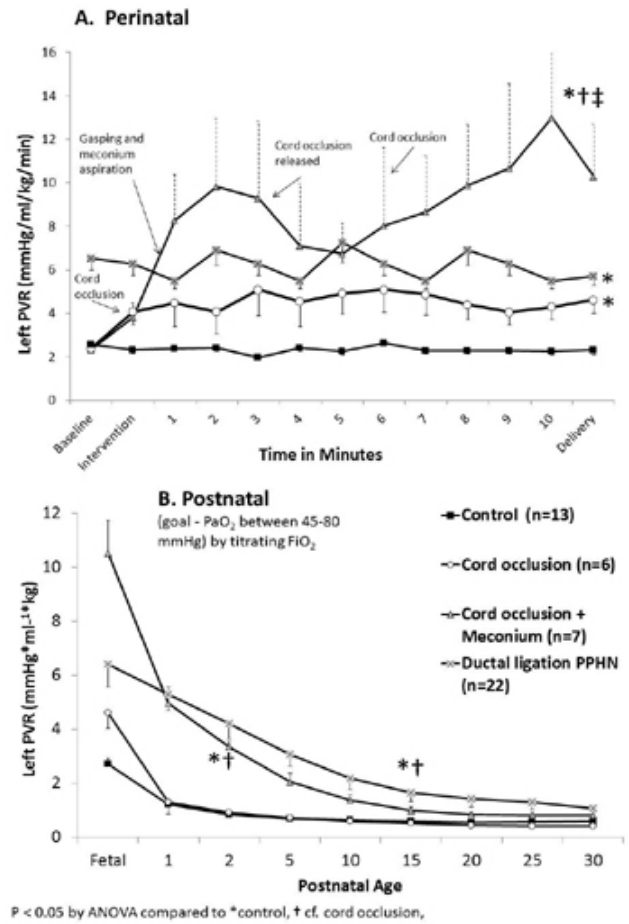 A. Perinatal
16
14
12
10
8
6
4
2
0
Left PVR (mmHg/ml/kg/min)
Gasping and
meconium
aspiration
Cord occlusion
released
Cord occlusion
*†‡
Cord
occlusion
*
*
Baseline
Intervention
1
2
3
4
5
6
7
8
9
10
Delivery
Time in Minutes
B. Postnatal
(goal - PaO₂ between 45-80
mmHg) by titrating FiO₂
Control (n=13)
Cord occlusion (n=6)
Cord occlusion +
Meconium (n=7)
Ductal ligation PPHN
(n=22)
12
10
8
6
4
2
0
Left PVR (mmHg*ml-¹*kg)
*†
*†
Fetal
1
2
5
10
15
20
25
30
Postnatal Age
P < 0.05 by ANOVA compared to *control, † cf. cord occlusion,